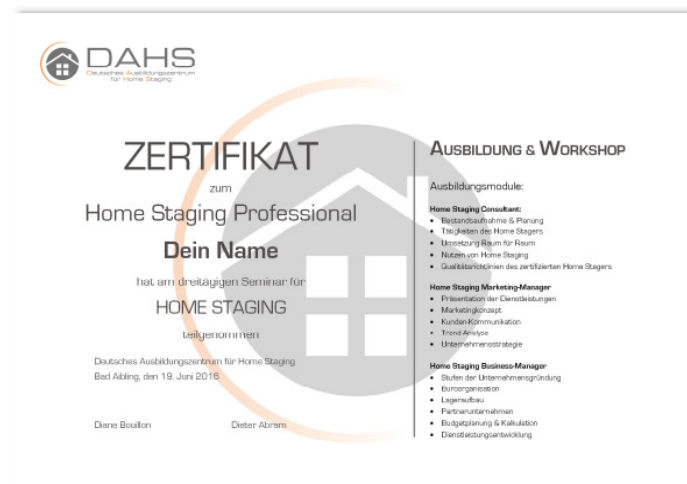 DAHS
Deutsches Ausbildungszentrum
für Home Staging
ZERTIFIKAT
zum
Home Staging Professional
Dein Name
hat am dreitägigen Seminar für
HOME STAGING
teilgenommen
Deutsches Ausbildungszentrum für Home Staging
Bad Aibling, den 19. Juni 2016
Diane Bouillon
Dieter Abram
AUSBILDUNG & WORKSHOP
Ausbildungsmodule:
Home Staging Consultant:
• Bestandsaufnahme & Planung
• Tätigkeiten des Home Stagers
• Umsetzung Raum für Raum
• Nutzen von Home Staging
• Qualitätsrichtlinien des zertifizierten Home Stagers
Home Staging Marketing-Manager
• Präsentation der Dienstleistungen
• Marketingkonzept
• Kunden-Kommunikation
• Trend-Analyse
• Unternehmensstrategie
Home Staging Business-Manager
• Stufen der Unternehmensgründung
• Büroorganisation
• Lageraufbau
• Partnerunternehmen
• Budgetplanung & Kalkulation
• Dienstleistungsentwicklung